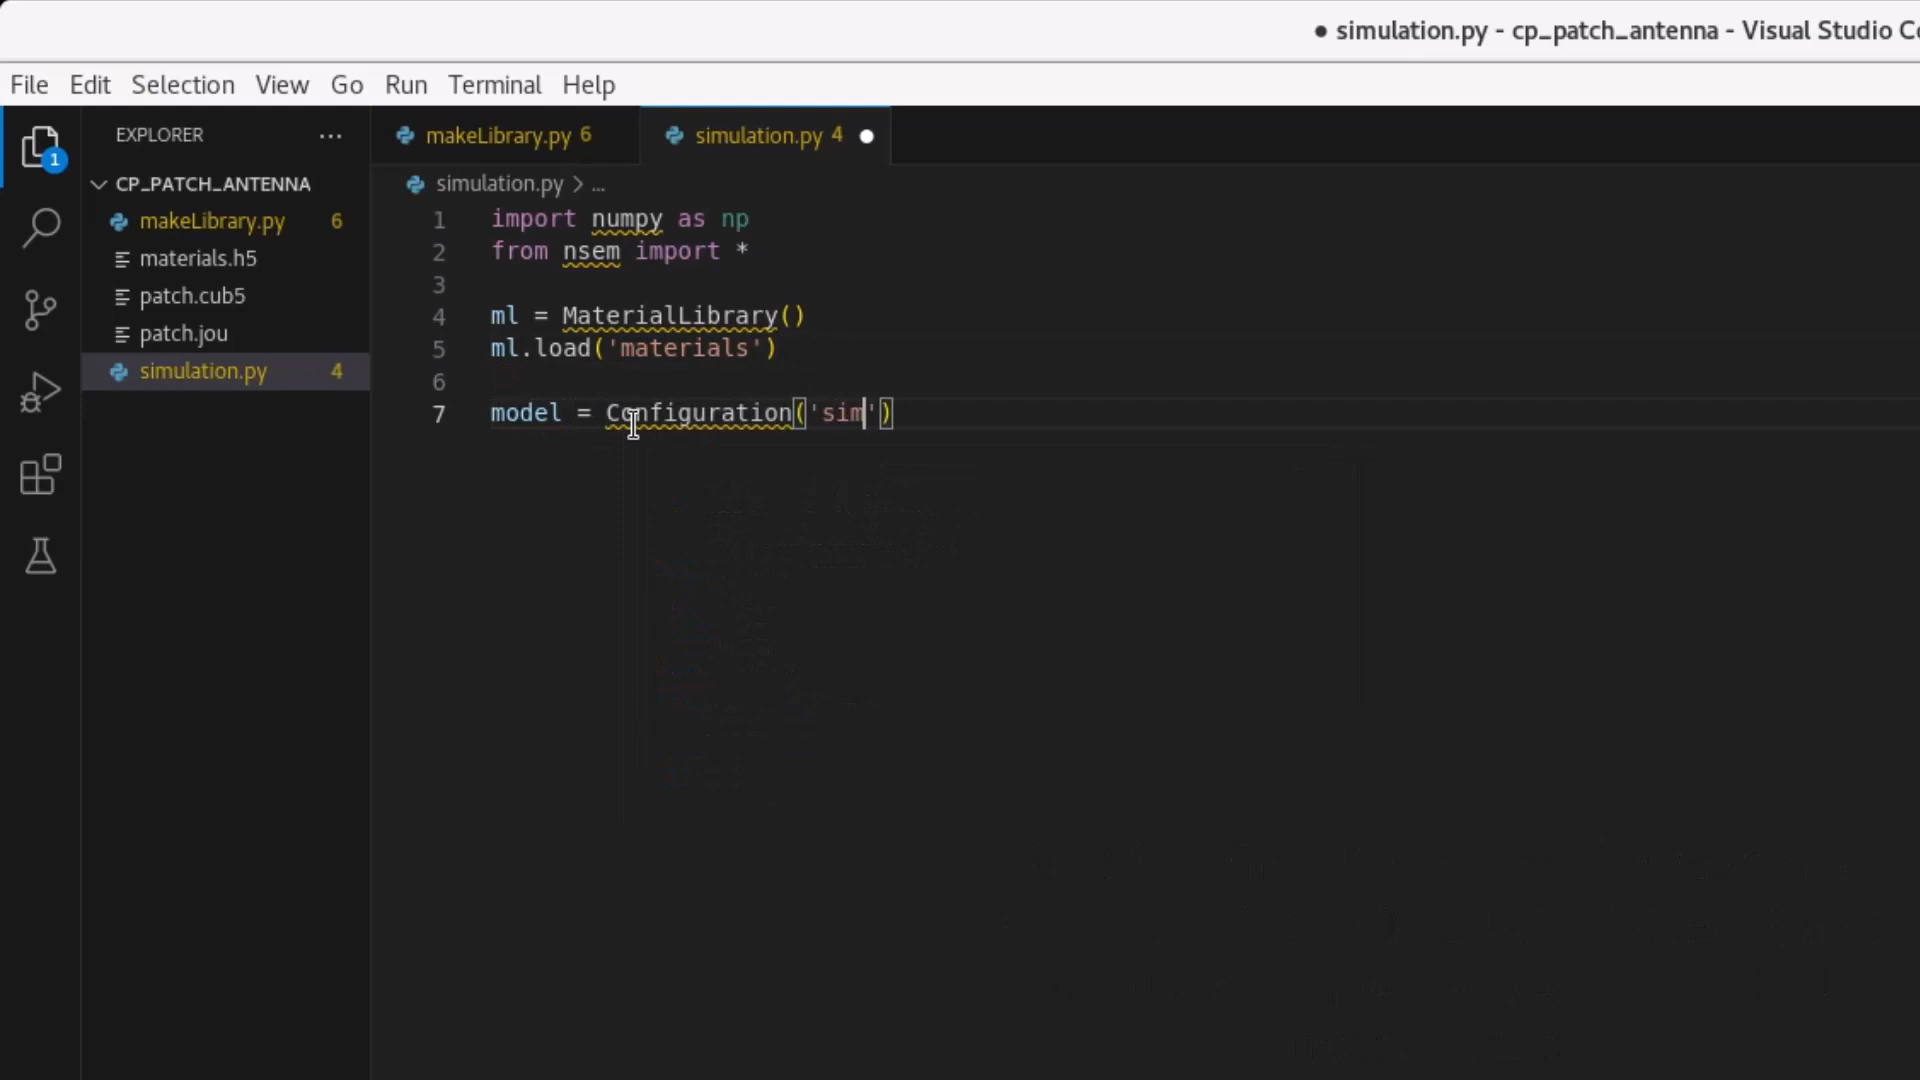 ● simulation.py - cp_patch_antenna - Visual Studio Co
File Edit Selection View Go Run Terminal Help
1
EXPLORER ...
CP_PATCH_ANTENNA
makeLibrary.py 6
materials.h5
patch.cub5
patch.jou
simulation.py 4
makeLibrary.py 6
simulation.py 4 ●
simulation.py > ...
1 import numpy as np
2 from nsem import *
3
4 ml = MaterialLibrary()
5 ml.load('materials')
6
7 model = Configuration('sim')